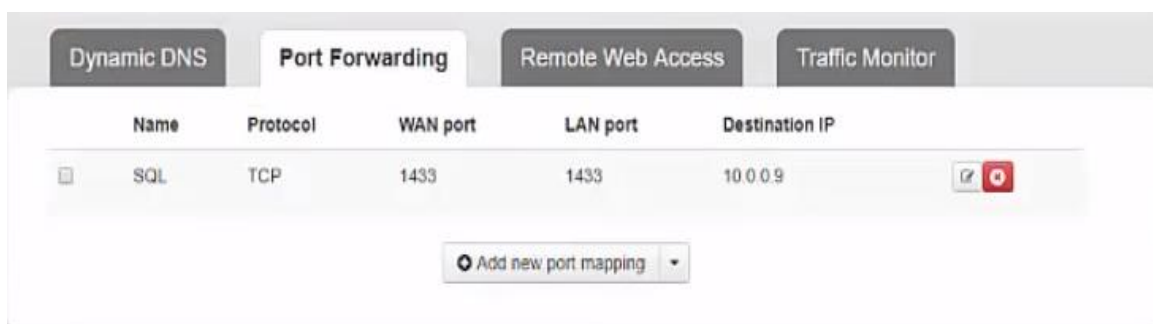 Dynamic DNS Port Forwarding Remote Web Access Traffic Monitor
Name Protocol WAN port LAN port Destination IP
SQL TCP 1433 1433 10.0.0.9
Add new port mapping